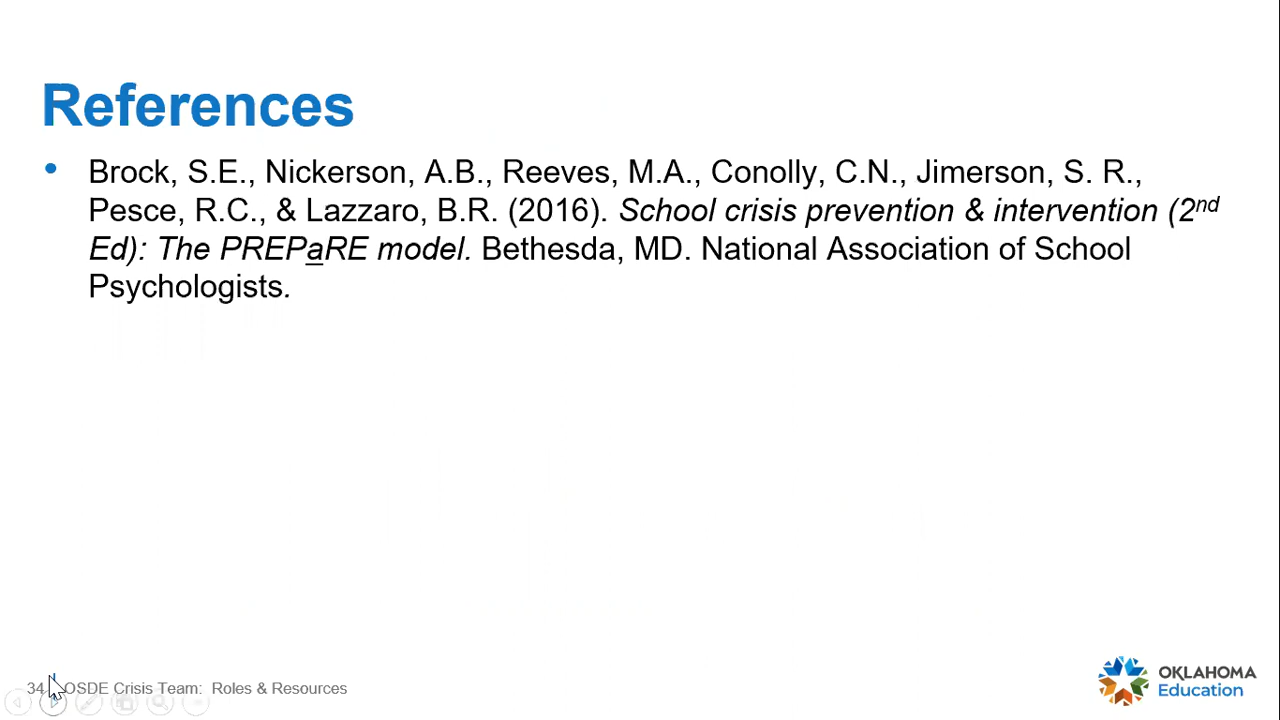 References
• Brock, S.E., Nickerson, A.B., Reeves, M.A., Conolly, C.N., Jimerson, S. R.,
Pesce, R.C., & Lazzaro, B.R. (2016). School crisis prevention & intervention (2nd
Ed): The PREPaRE model. Bethesda, MD. National Association of School
Psychologists.
34 OSDE Crisis Team: Roles & Resources
OKLAHOMA
Education